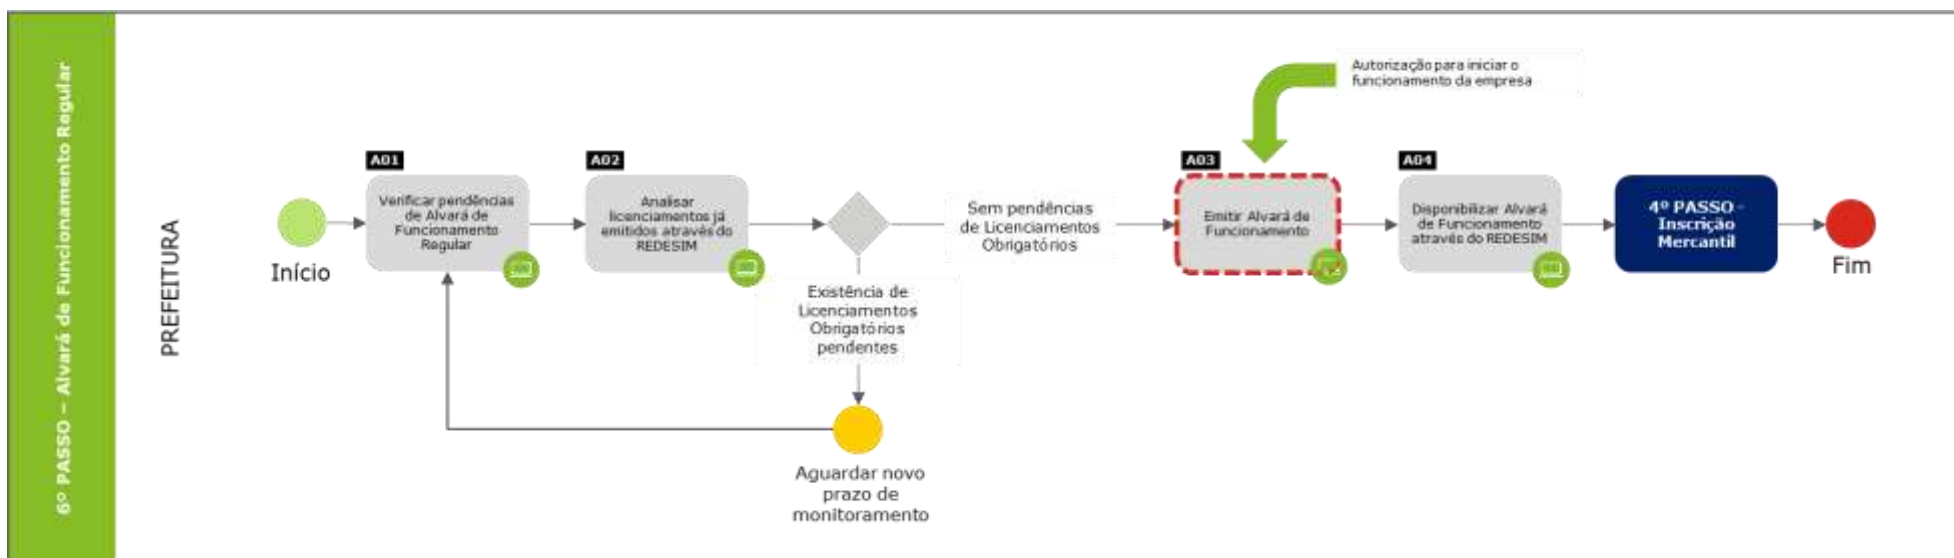 6º PASSO – Alvará de Funcionamento Regular
PREFEITURA
Início
A01
Verificar pendências
de Alvará de
Funcionamento
Regular
A02
Analisar
licenciamentos já
emitidos através do
REDESIM
Sem pendências
de Licenciamentos
Obrigatórios
Existência de
Licenciamentos
Obrigatórios
pendentes
Aguardar novo
prazo de
monitoramento
Autorização para iniciar o
funcionamento da empresa
A03
Emitir Alvará de
Funcionamento
A04
Disponibilizar Alvará
de Funcionamento
através do REDESIM
4º PASSO -
Inscrição
Mercantil
Fim